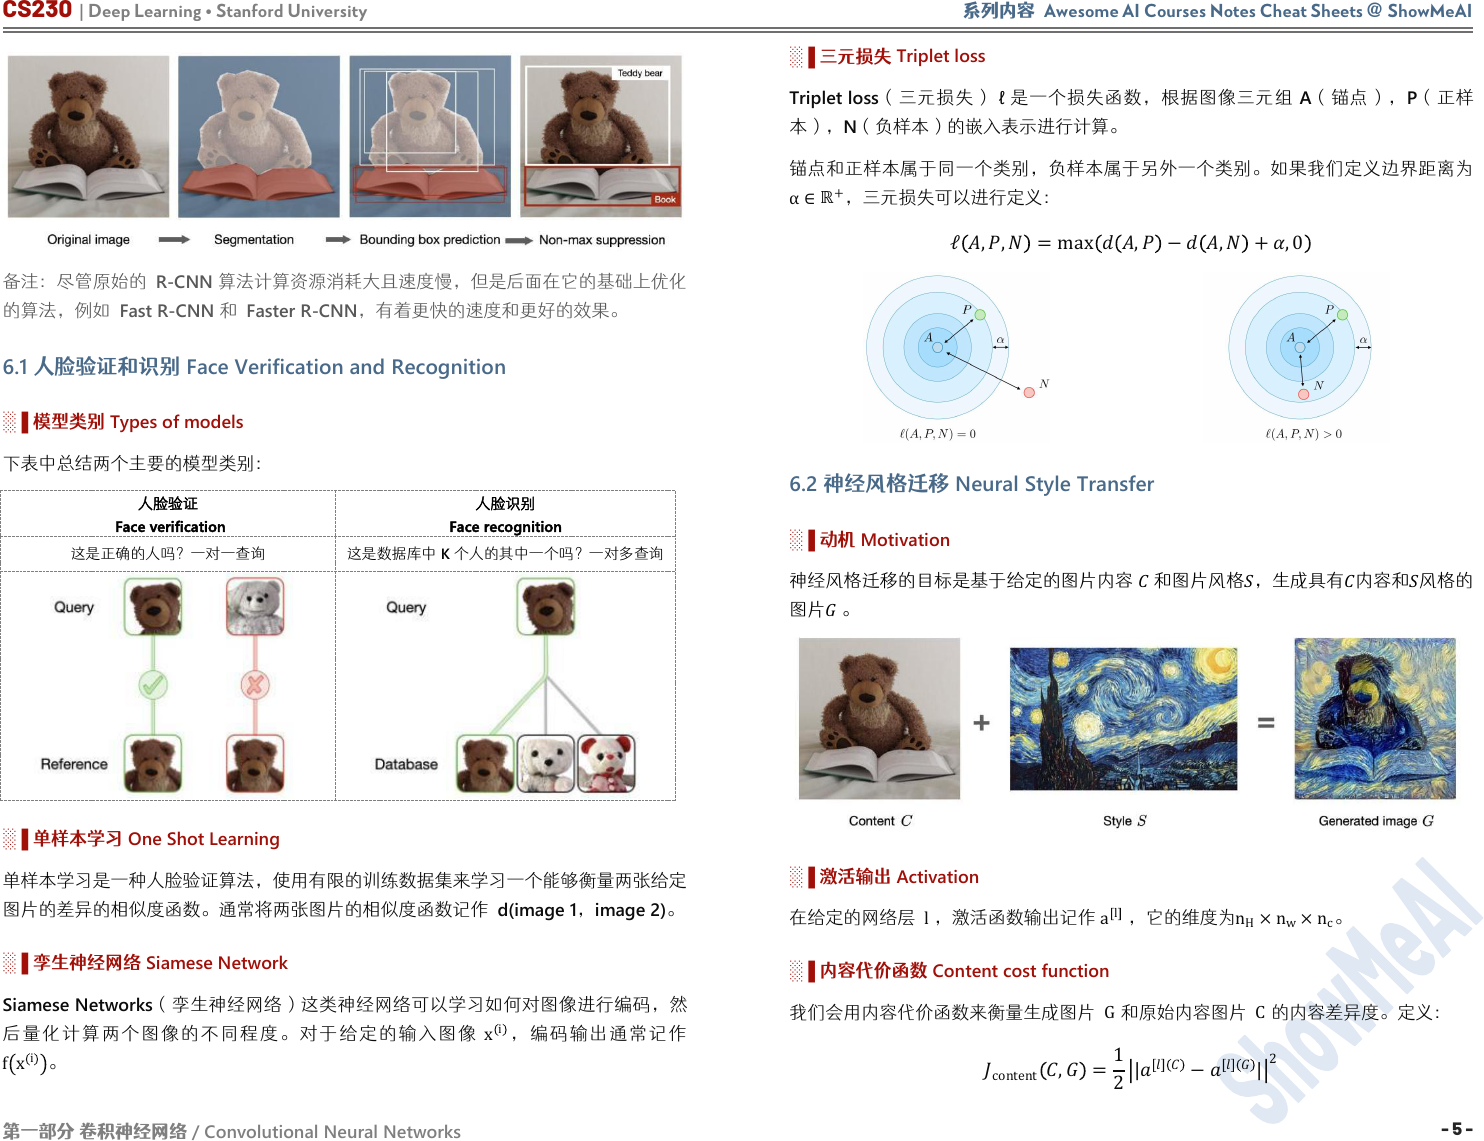 CS230 | Deep Learning • Stanford University
系列内容 Awesome AI Courses Notes Cheat Sheets @ ShowMeAI
Teddy bear
Book
Original image
Segmentation
Bounding box prediction
Non-max suppression
备注：尽管原始的 R-CNN 算法计算资源消耗大且速度慢，但是后面在它的基础上优化
的算法，例如 Fast R-CNN 和 Faster R-CNN，有着更快的速度和更好的效果。
6.1 人脸验证和识别 Face Verification and Recognition
░▐ 模型类别 Types of models
下表中总结两个主要的模型类别：
人脸验证
Face verification
人脸识别
Face recognition
这是正确的人吗？一对一查询
这是数据库中 K 个人的其中一个吗？一对多查询
Query
Reference
Query
Database
░▐ 单样本学习 One Shot Learning
单样本学习是一种人脸验证算法，使用有限的训练数据集来学习一个能够衡量两张给定
图片的差异的相似度函数。通常将两张图片的相似度函数记作 d(image 1，image 2)。
░▐ 孪生神经网络 Siamese Network
Siamese Networks（孪生神经网络）这类神经网络可以学习如何对图像进行编码，然
后量化计算两个图像的不同程度。对于给定的输入图像 x⁽ⁱ⁾，编码输出通常记作
f(x⁽ⁱ⁾)。
░▐ 三元损失 Triplet loss
Triplet loss（三元损失）ℓ 是一个损失函数，根据图像三元组 A（锚点），P（正样
本），N（负样本）的嵌入表示进行计算。
锚点和正样本属于同一个类别，负样本属于另外一个类别。如果我们定义边界距离为
α ∈ ℝ⁺，三元损失可以进行定义：
ℓ(A, P, N) = max(d(A, P) − d(A, N) + α, 0)
P
A
α
N
ℓ(A, P, N) = 0
P
A
α
N
ℓ(A, P, N) > 0
6.2 神经风格迁移 Neural Style Transfer
░▐ 动机 Motivation
神经风格迁移的目标是基于给定的图片内容 C 和图片风格S，生成具有C内容和S风格的
图片G 。
+
=
Content C
Style S
Generated image G
░▐ 激活输出 Activation
在给定的网络层 l ，激活函数输出记作 a^[l] ，它的维度为n_H × n_w × n_c。
░▐ 内容代价函数 Content cost function
我们会用内容代价函数来衡量生成图片 G 和原始内容图片 C 的内容差异度。定义：
J_content(C, G) = 1/2 ||a^[l](C) − a^[l](G)||²
ShowMeAI
第一部分 卷积神经网络 / Convolutional Neural Networks
- 5 -